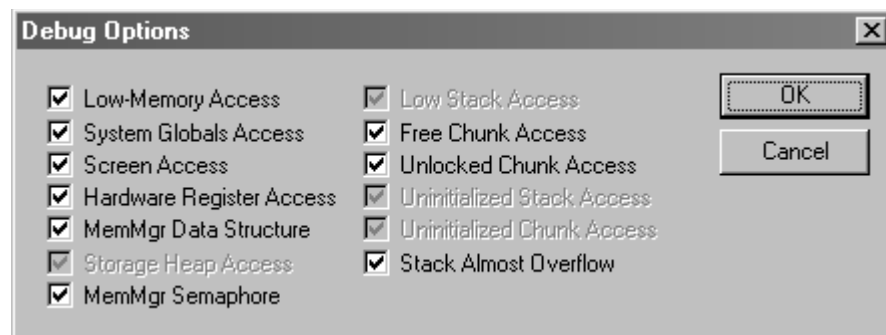 Debug Options
Low-Memory Access
System Globals Access
Screen Access
Hardware Register Access
MemMgr Data Structure
Storage Heap Access
MemMgr Semaphore
Low Stack Access
Free Chunk Access
Unlocked Chunk Access
Uninitialized Stack Access
Uninitialized Chunk Access
Stack Almost Overflow
OK
Cancel